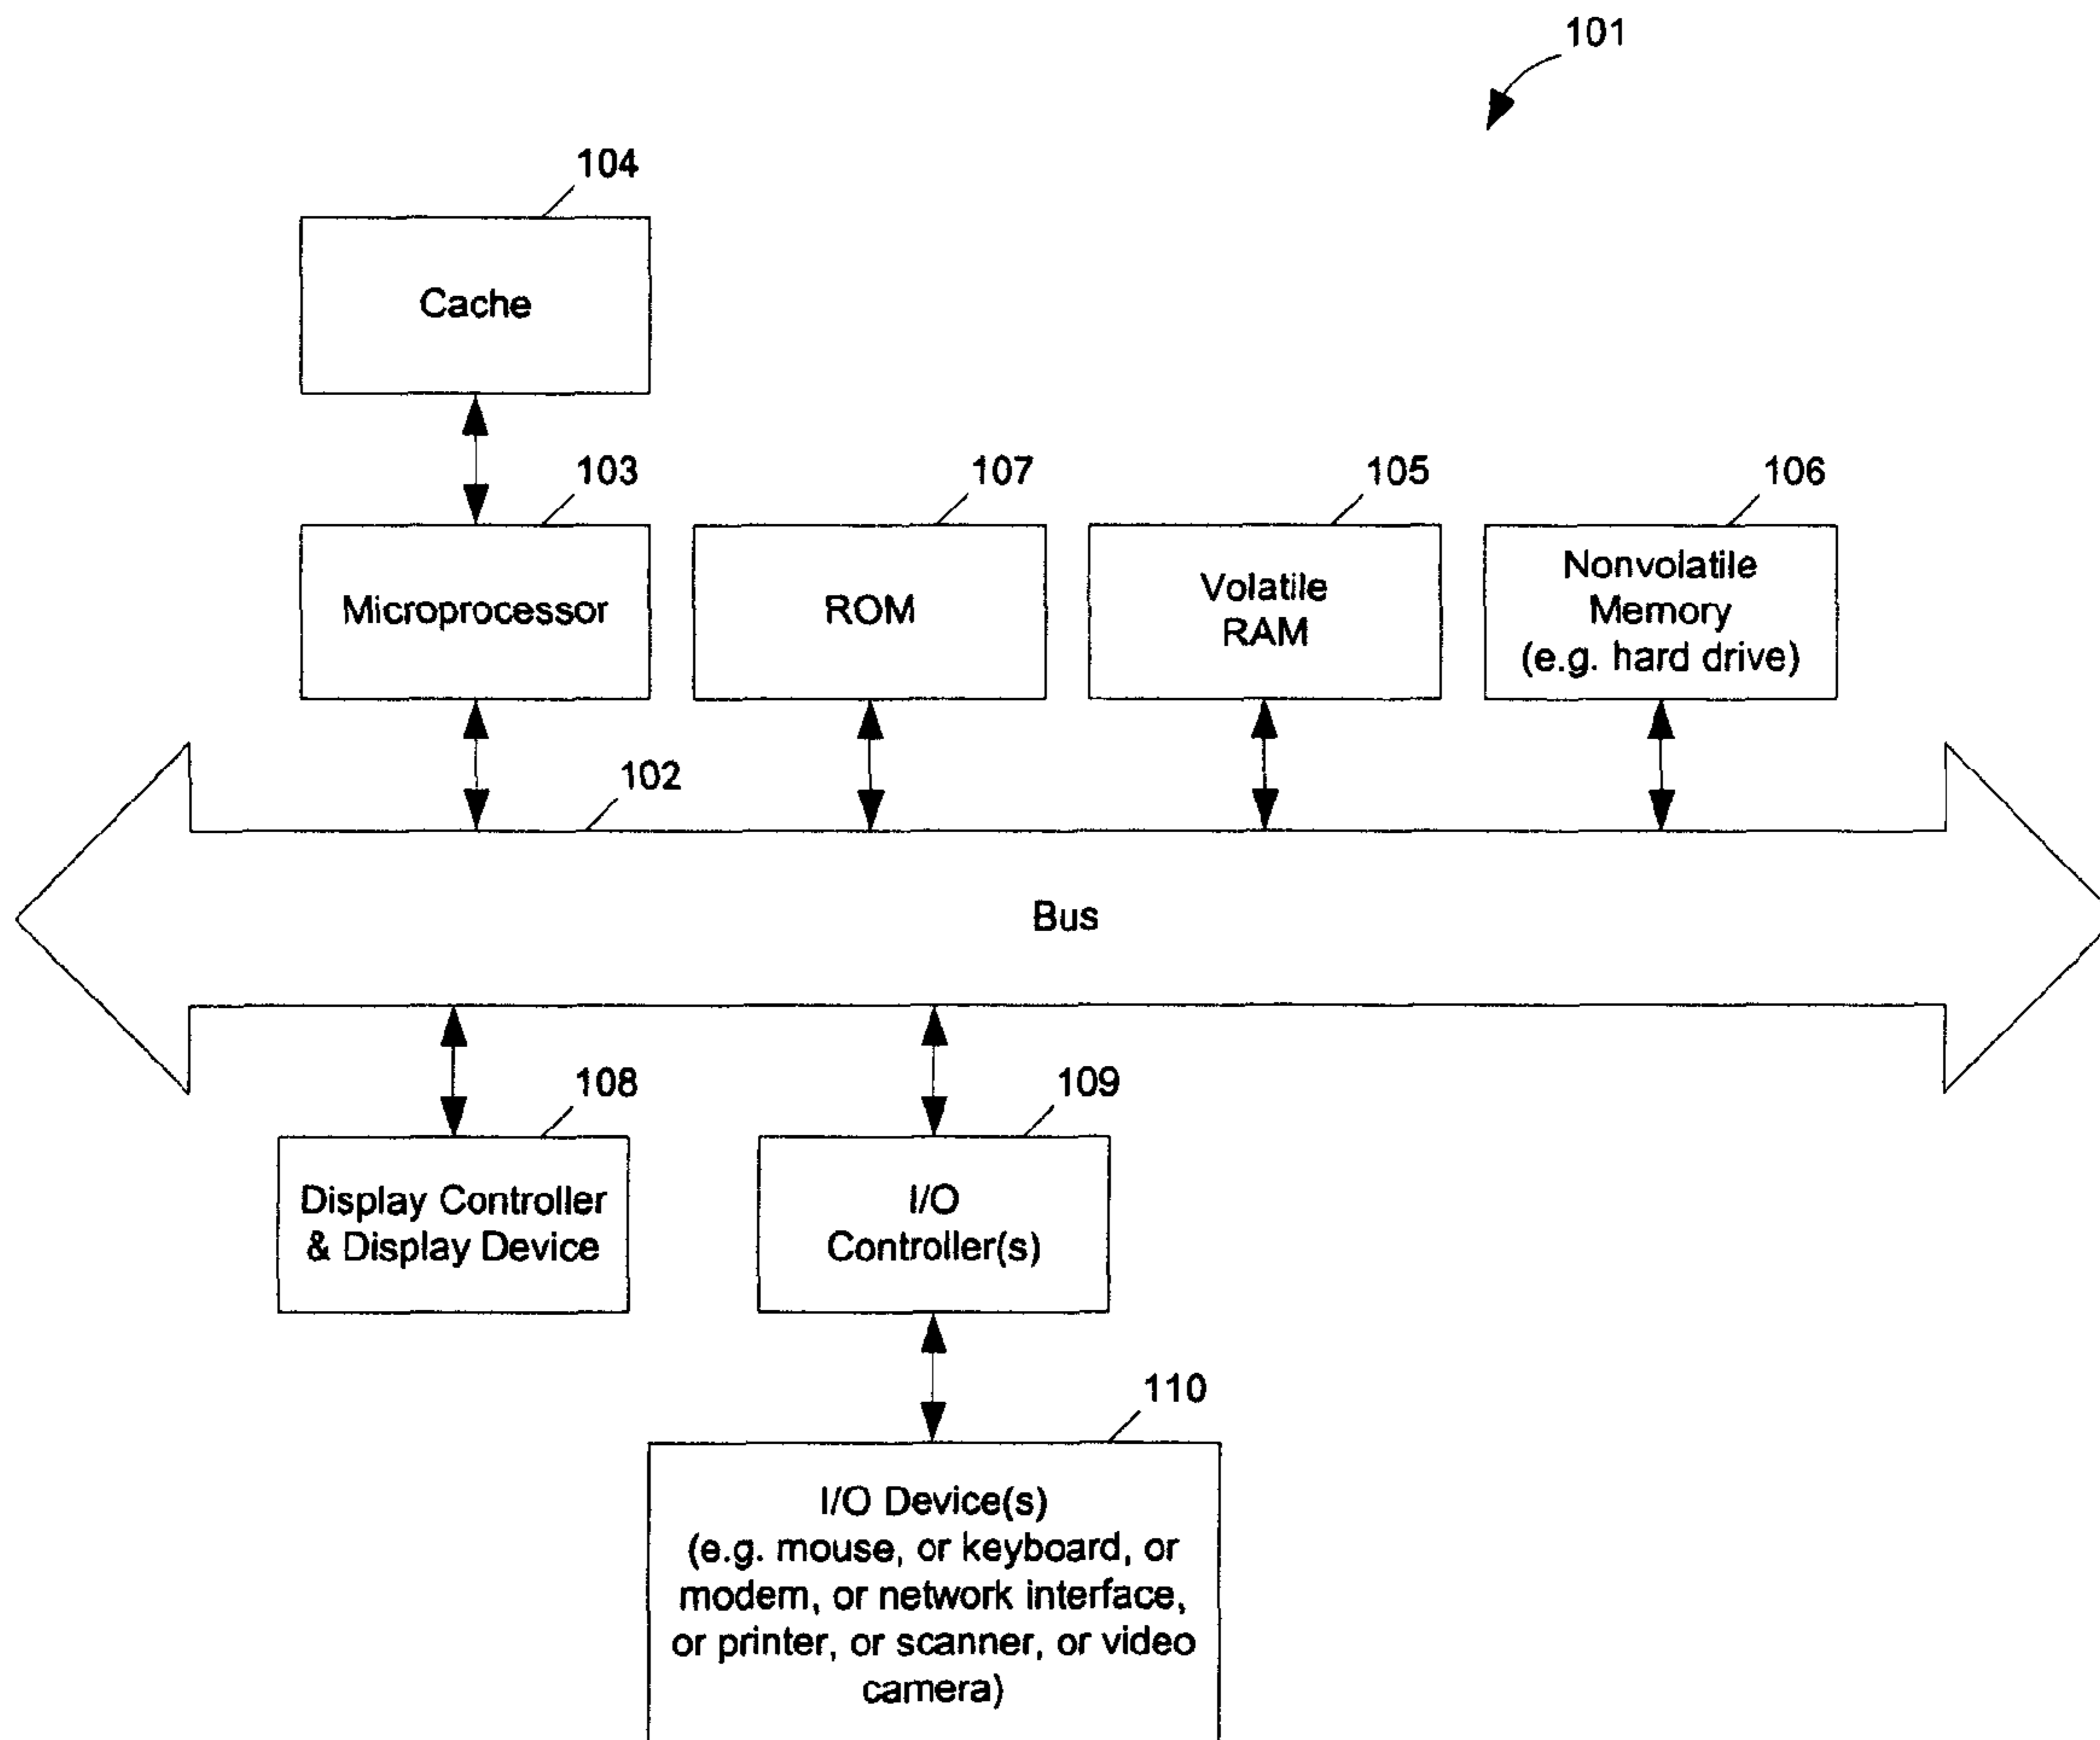 101
104
Cache
103
107
105
106
Microprocessor
ROM
Volatile
RAM
Nonvolatile
Memory
(e.g. hard drive)
102
Bus
108
109
Display Controller
& Display Device
I/O
Controller(s)
110
I/O Device(s)
(e.g. mouse, or keyboard, or
modem, or network interface,
or printer, or scanner, or video
camera)